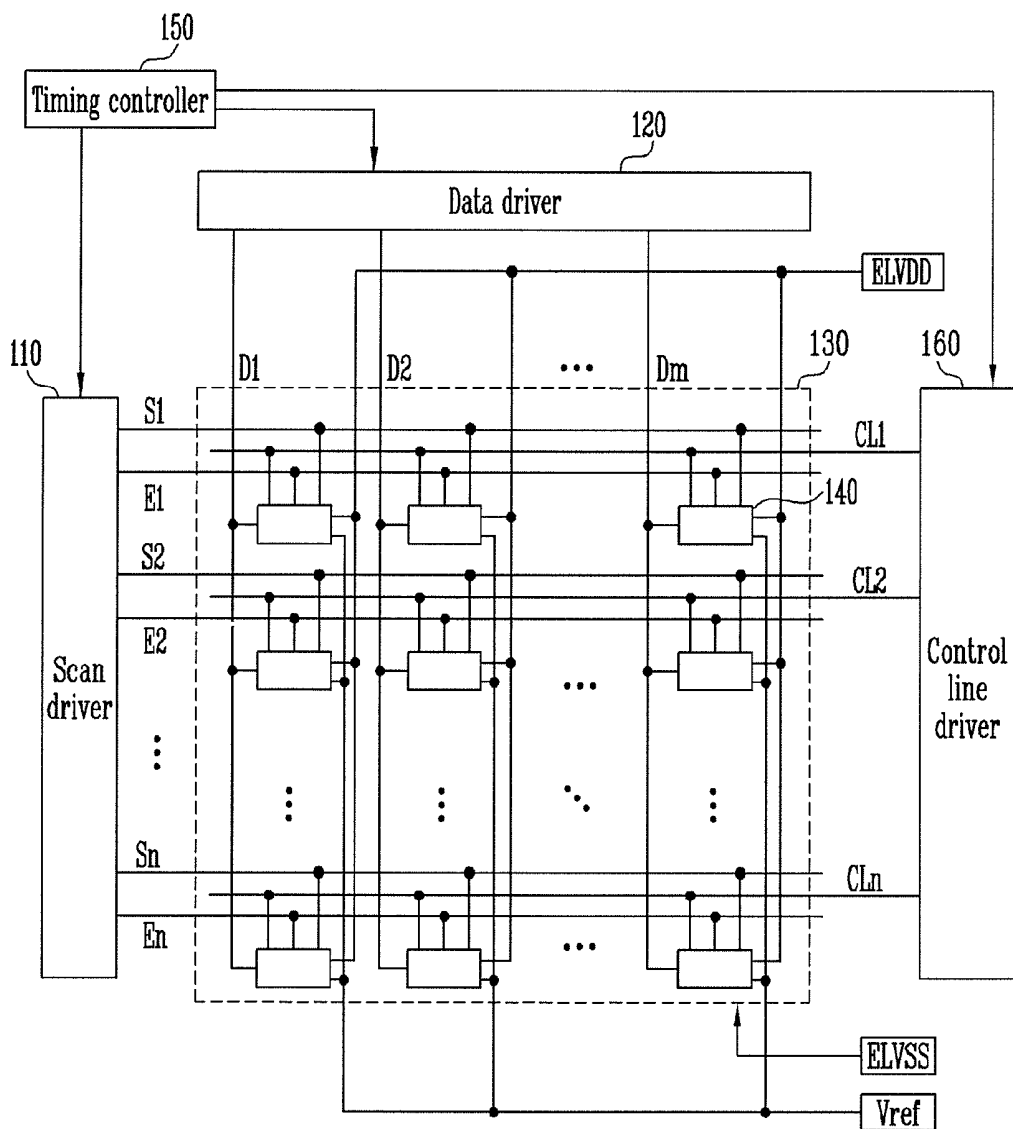 150
Timing controller
120
Data driver
ELVDD
110
D1
D2
...
Dm
130
160
S1
CL1
E1
140
S2
CL2
E2
...
Scan
driver
Control
line
driver
Sn
CLn
En
...
ELVSS
Vref